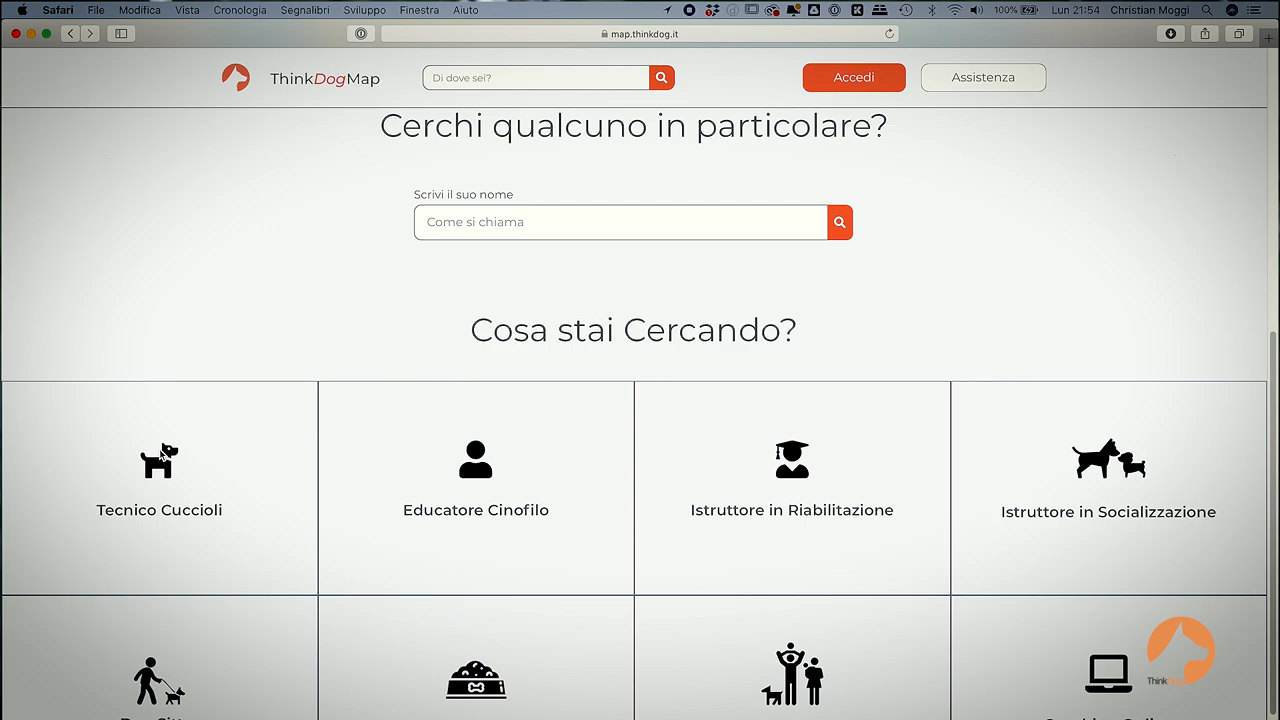 Safari File Modifica Vista Cronologia Segnalibri Sviluppo Finestra Aiuto 100% Lun 21:54 Christian Moggi
map.thinkdog.it
ThinkDogMap Di dove sei? Accedi Assistenza
Cerchi qualcuno in particolare?
Scrivi il suo nome
Come si chiama
Cosa stai Cercando?
Tecnico Cuccioli Educatore Cinofilo Istruttore in Riabilitazione Istruttore in Socializzazione
ThinkDog